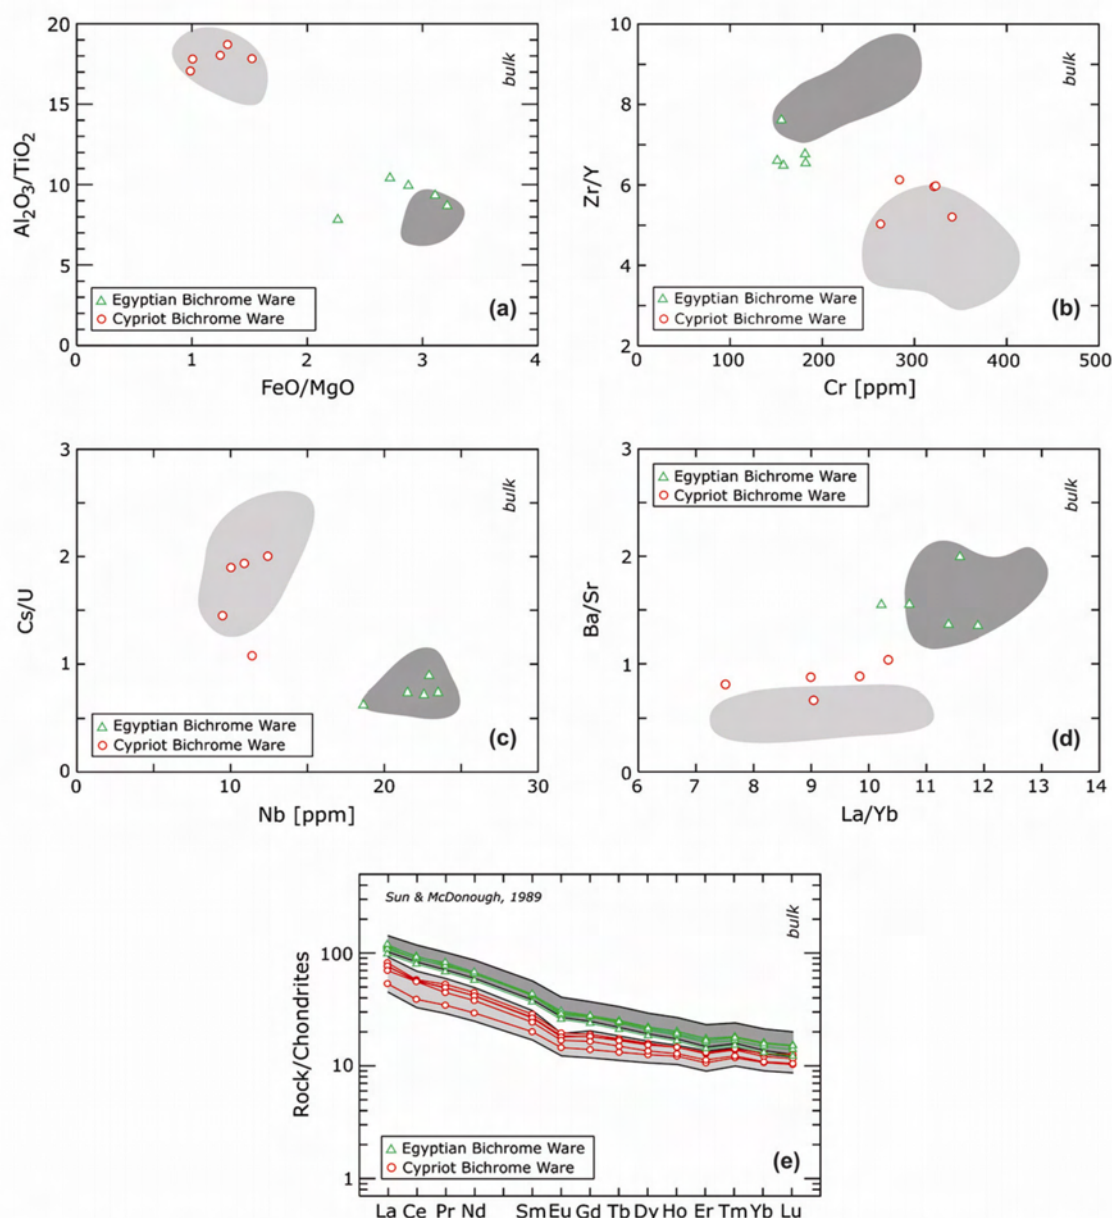 20
15
10
5
0
0 1 2 3 4
Al₂O₃/TiO₂
FeO/MgO
bulk
Egyptian Bichrome Ware
Cypriot Bichrome Ware
(a)
10
8
6
4
2
0 100 200 300 400 500
Zr/Y
Cr [ppm]
bulk
Egyptian Bichrome Ware
Cypriot Bichrome Ware
(b)
3
2
1
0
0 10 20 30
Cs/U
Nb [ppm]
bulk
Egyptian Bichrome Ware
Cypriot Bichrome Ware
(c)
3
2
1
0
6 7 8 9 10 11 12 13 14
Ba/Sr
La/Yb
bulk
Egyptian Bichrome Ware
Cypriot Bichrome Ware
(d)
Sun & McDonough, 1989
bulk
100
10
1
Rock/Chondrites
Egyptian Bichrome Ware
Cypriot Bichrome Ware
(e)
La Ce Pr Nd Sm Eu Gd Tb Dy Ho Er Tm Yb Lu